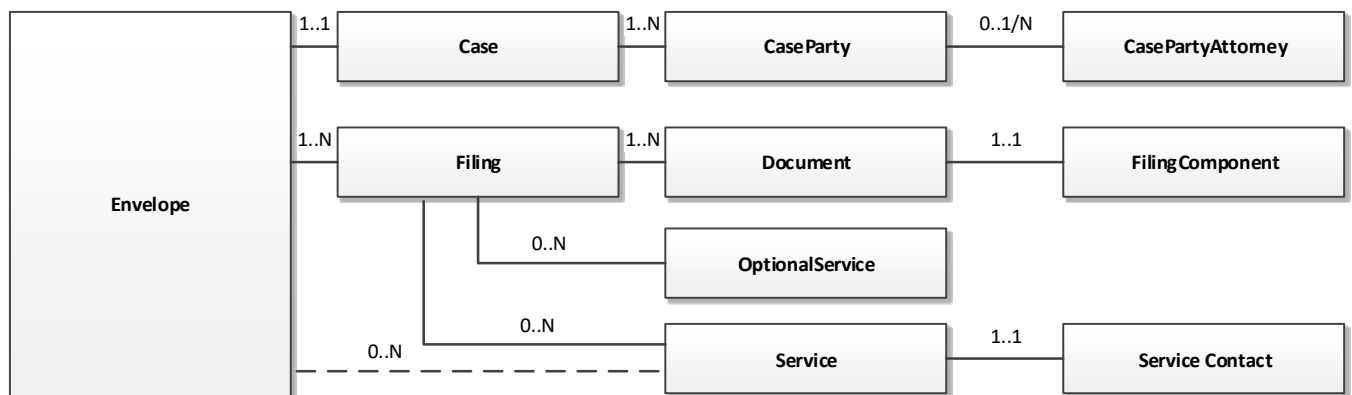 1..1
Case
1..N
CaseParty
0..1/N
CasePartyAttorney
1..N
Filing
1..N
Document
1..1
FilingComponent
Envelope
0..N
OptionalService
0..N
Service
1..1
Service Contact
0..N